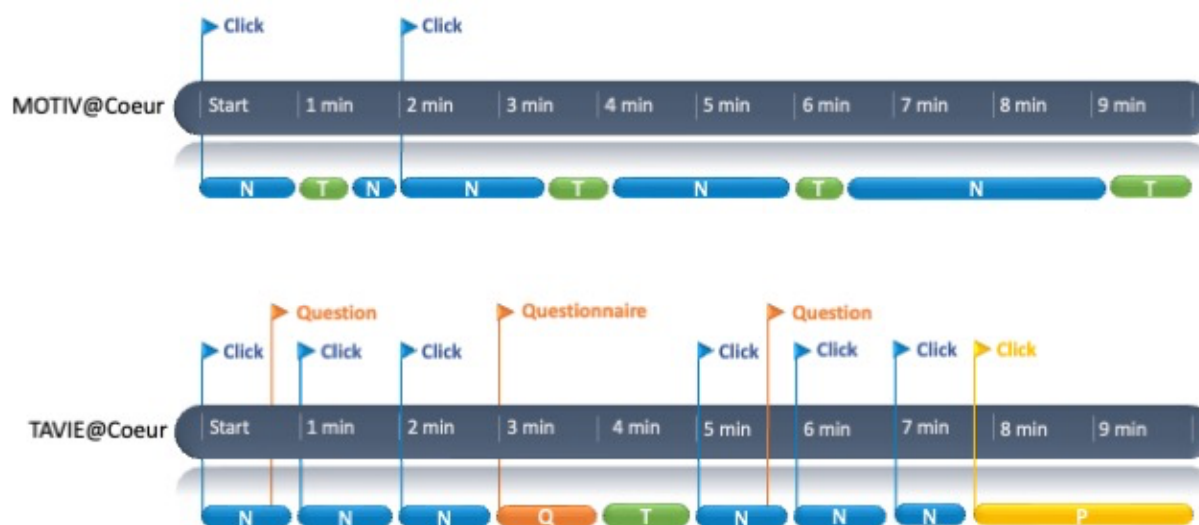 Click Click
MOTIV@Coeur Start 1 min 2 min 3 min 4 min 5 min 6 min 7 min 8 min 9 min
N T N N T N T N T
Question Questionnaire Question
Click Click Click Click Click Click Click
TAVIE@Coeur Start 1 min 2 min 3 min 4 min 5 min 6 min 7 min 8 min 9 min
N N N Q T N N N P